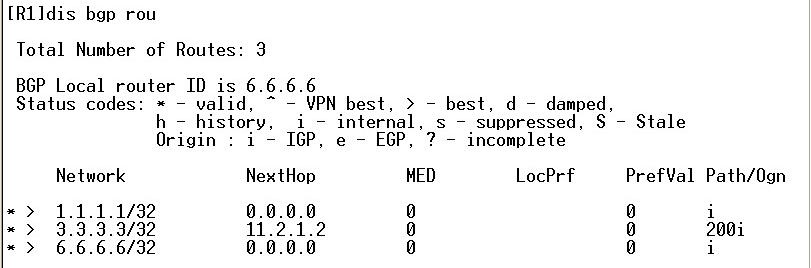 [R1]dis bgp rou
Total Number of Routes: 3
BGP Local router ID is 6.6.6.6
Status codes: * - valid, ^ - VPN best, > - best, d - damped,
h - history, i - internal, s - suppressed, S - Stale
Origin : i - IGP, e - EGP, ? - incomplete
Network NextHop MED LocPrf PrefVal Path/Ogn
* > 1.1.1.1/32 0.0.0.0 0 0 i
* > 3.3.3.3/32 11.2.1.2 0 0 200i
* > 6.6.6.6/32 0.0.0.0 0 0 i